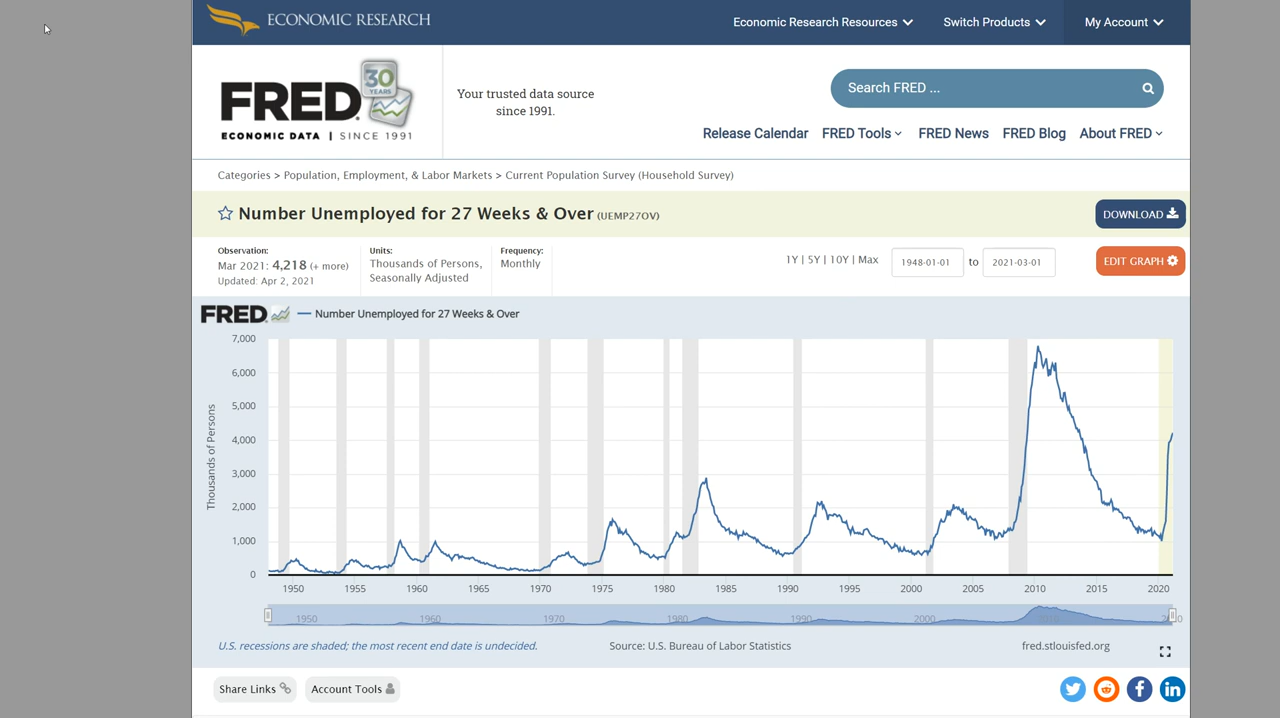 ECONOMIC RESEARCH
Economic Research Resources
Switch Products
My Account
FRED
30
YEARS
ECONOMIC DATA | SINCE 1991
Your trusted data source
since 1991.
Search FRED ...
Release Calendar
FRED Tools
FRED News
FRED Blog
About FRED
Categories > Population, Employment, & Labor Markets > Current Population Survey (Household Survey)
Number Unemployed for 27 Weeks & Over (UEMP27OV)
DOWNLOAD
Observation:
Mar 2021: 4,218 (+ more)
Updated: Apr 2, 2021
Units:
Thousands of Persons,
Seasonally Adjusted
Frequency:
Monthly
1Y | 5Y | 10Y | Max
1948-01-01 to 2021-03-01
EDIT GRAPH
FRED
Number Unemployed for 27 Weeks & Over
7,000
6,000
5,000
4,000
3,000
2,000
1,000
0
Thousands of Persons
1950 1955 1960 1965 1970 1975 1980 1985 1990 1995 2000 2005 2010 2015 2020
1950 1960 1970 1980 1990 2000
U.S. recessions are shaded; the most recent end date is undecided.
Source: U.S. Bureau of Labor Statistics
fred.stlouisfed.org
Share Links
Account Tools